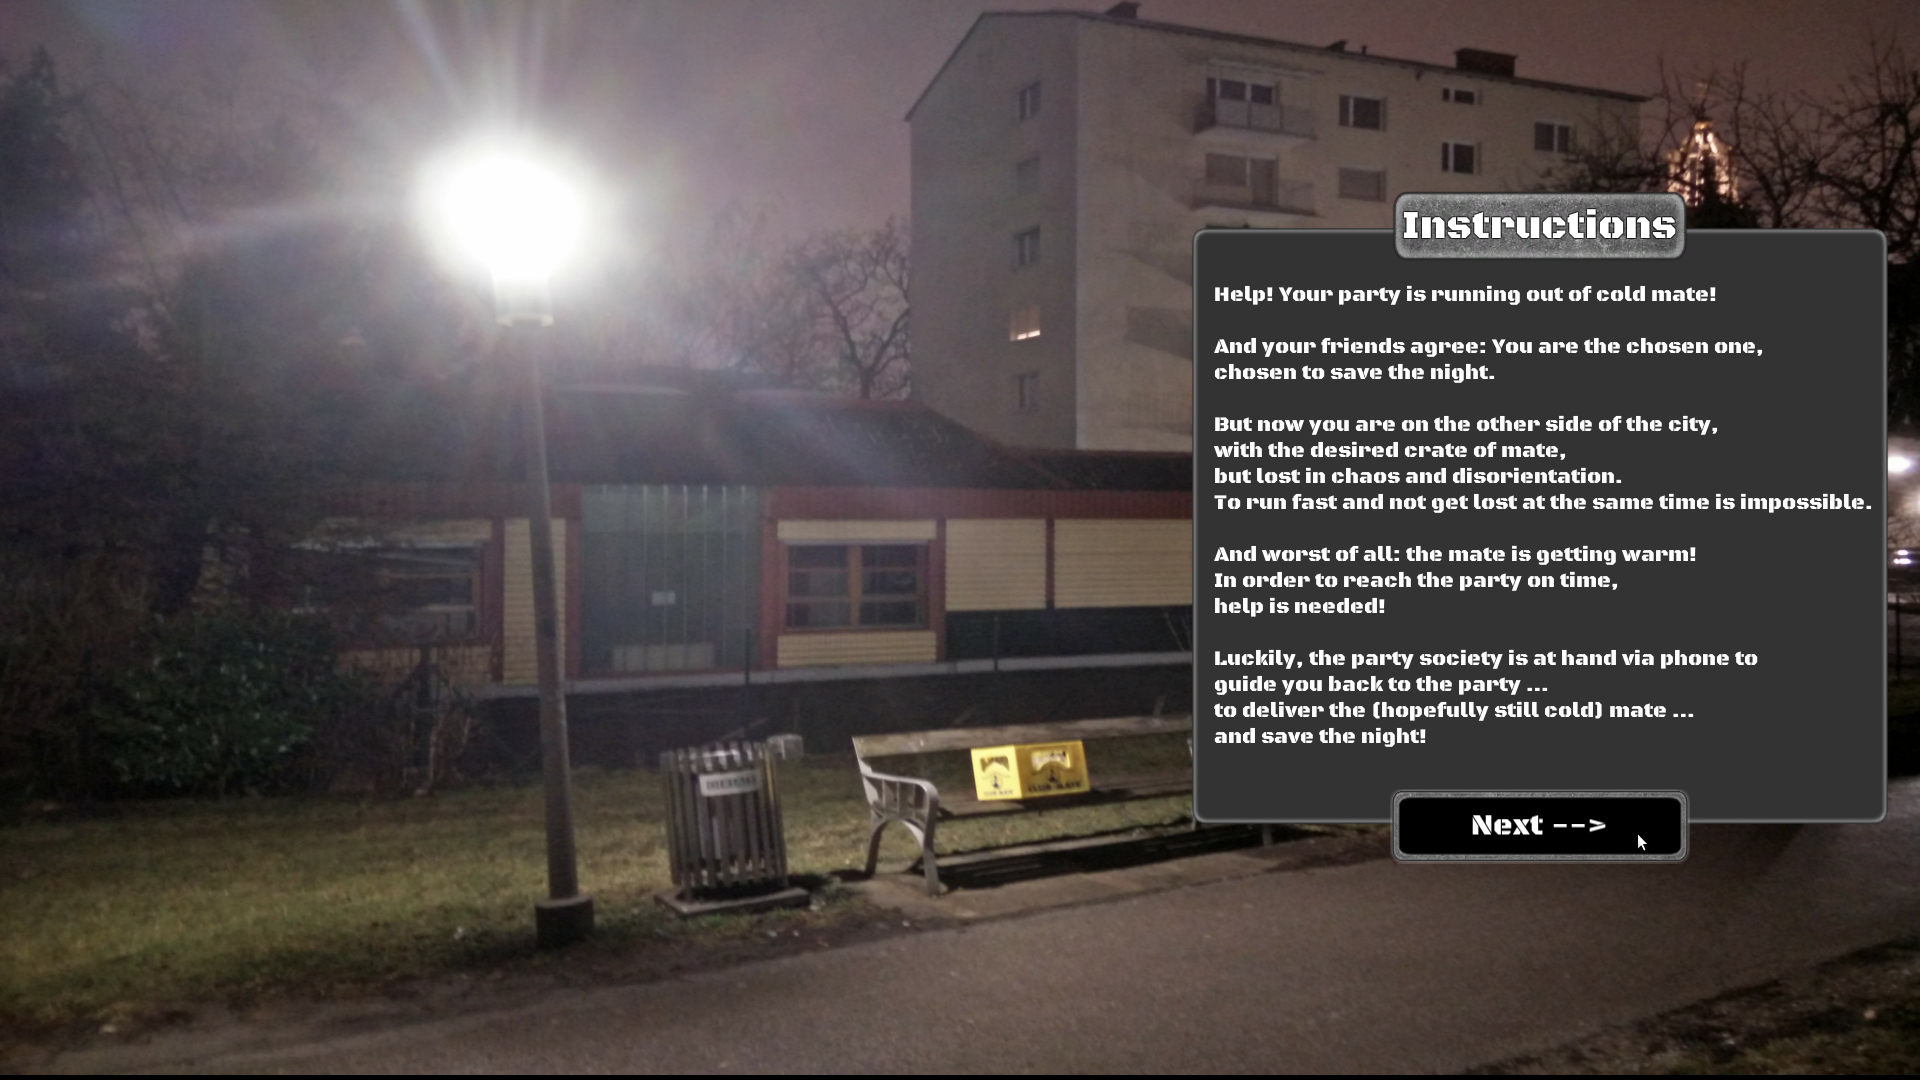 Instructions
Help! Your party is running out of cold mate!
And your friends agree: You are the chosen one,
chosen to save the night.
But now you are on the other side of the city,
with the desired crate of mate,
but lost in chaos and disorientation.
To run fast and not get lost at the same time is impossible.
And worst of all: the mate is getting warm!
In order to reach the party on time,
help is needed!
Luckily, the party society is at hand via phone to
guide you back to the party ...
to deliver the (hopefully still cold) mate ...
and save the night!
Next -->
CLUB-MATE